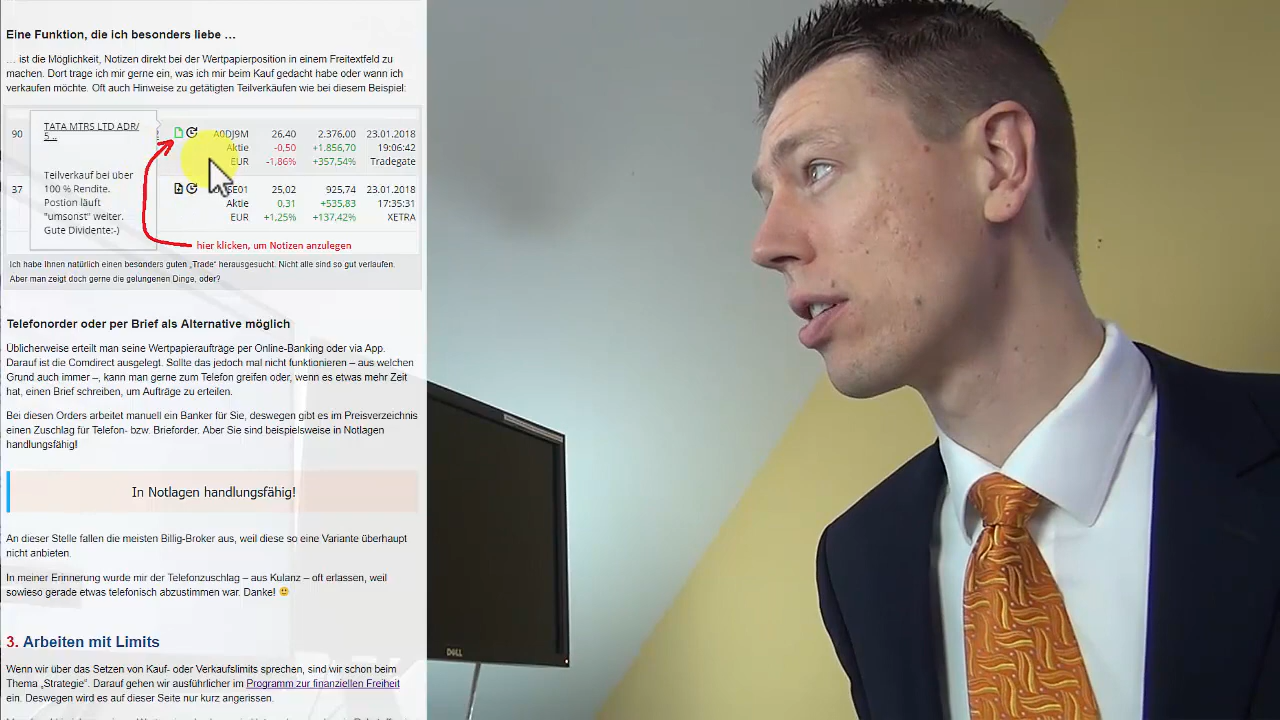 Eine Funktion, die ich besonders liebe …
… ist die Möglichkeit, Notizen direkt bei der Wertpapierposition in einem Freitextfeld zu
machen. Dort trage ich mir gerne ein, was ich mir beim Kauf gedacht habe oder wann ich
verkaufen möchte. Oft auch Hinweise zu getätigten Teilverkäufen wie bei diesem Beispiel:
90 TATA MTRS LTD ADR/ A0DJ9M 26,40 2.376,00 23.01.2018
5... Aktie -0,50 +1.856,70 19:06:42
EUR -1,86% +357,54% Tradegate
Teilverkauf bei über
37 100 % Rendite. SE01 25,02 925,74 23.01.2018
Postion läuft Aktie 0,31 +535,83 17:35:31
"umsonst" weiter. EUR +1,25% +137,42% XETRA
Gute Dividente:-)
hier klicken, um Notizen anzulegen
Ich habe Ihnen natürlich einen besonders guten „Trade“ herausgesucht. Nicht alle sind so gut verlaufen.
Aber man zeigt doch gerne die gelungenen Dinge, oder?
Telefonorder oder per Brief als Alternative möglich
Üblicherweise erteilt man seine Wertpapieraufträge per Online-Banking oder via App.
Darauf ist die Comdirect ausgelegt. Sollte das jedoch mal nicht funktionieren – aus welchen
Grund auch immer –, kann man gerne zum Telefon greifen oder, wenn es etwas mehr Zeit
hat, einen Brief schreiben, um Aufträge zu erteilen.
Bei diesen Orders arbeitet manuell ein Banker für Sie, deswegen gibt es im Preisverzeichnis
einen Zuschlag für Telefon- bzw. Brieforder. Aber Sie sind beispielsweise in Notlagen
handlungsfähig!
In Notlagen handlungsfähig!
An dieser Stelle fallen die meisten Billig-Broker aus, weil diese so eine Variante überhaupt
nicht anbieten.
In meiner Erinnerung wurde mir der Telefonzuschlag – aus Kulanz – oft erlassen, weil
sowieso gerade etwas telefonisch abzustimmen war. Danke! 🙂
3. Arbeiten mit Limits
Wenn wir über das Setzen von Kauf- oder Verkaufslimits sprechen, sind wir schon beim
Thema „Strategie“. Darauf gehen wir ausführlicher im Programm zur finanziellen Freiheit
ein. Deswegen wird es auf dieser Seite nur kurz angerissen.
DELL